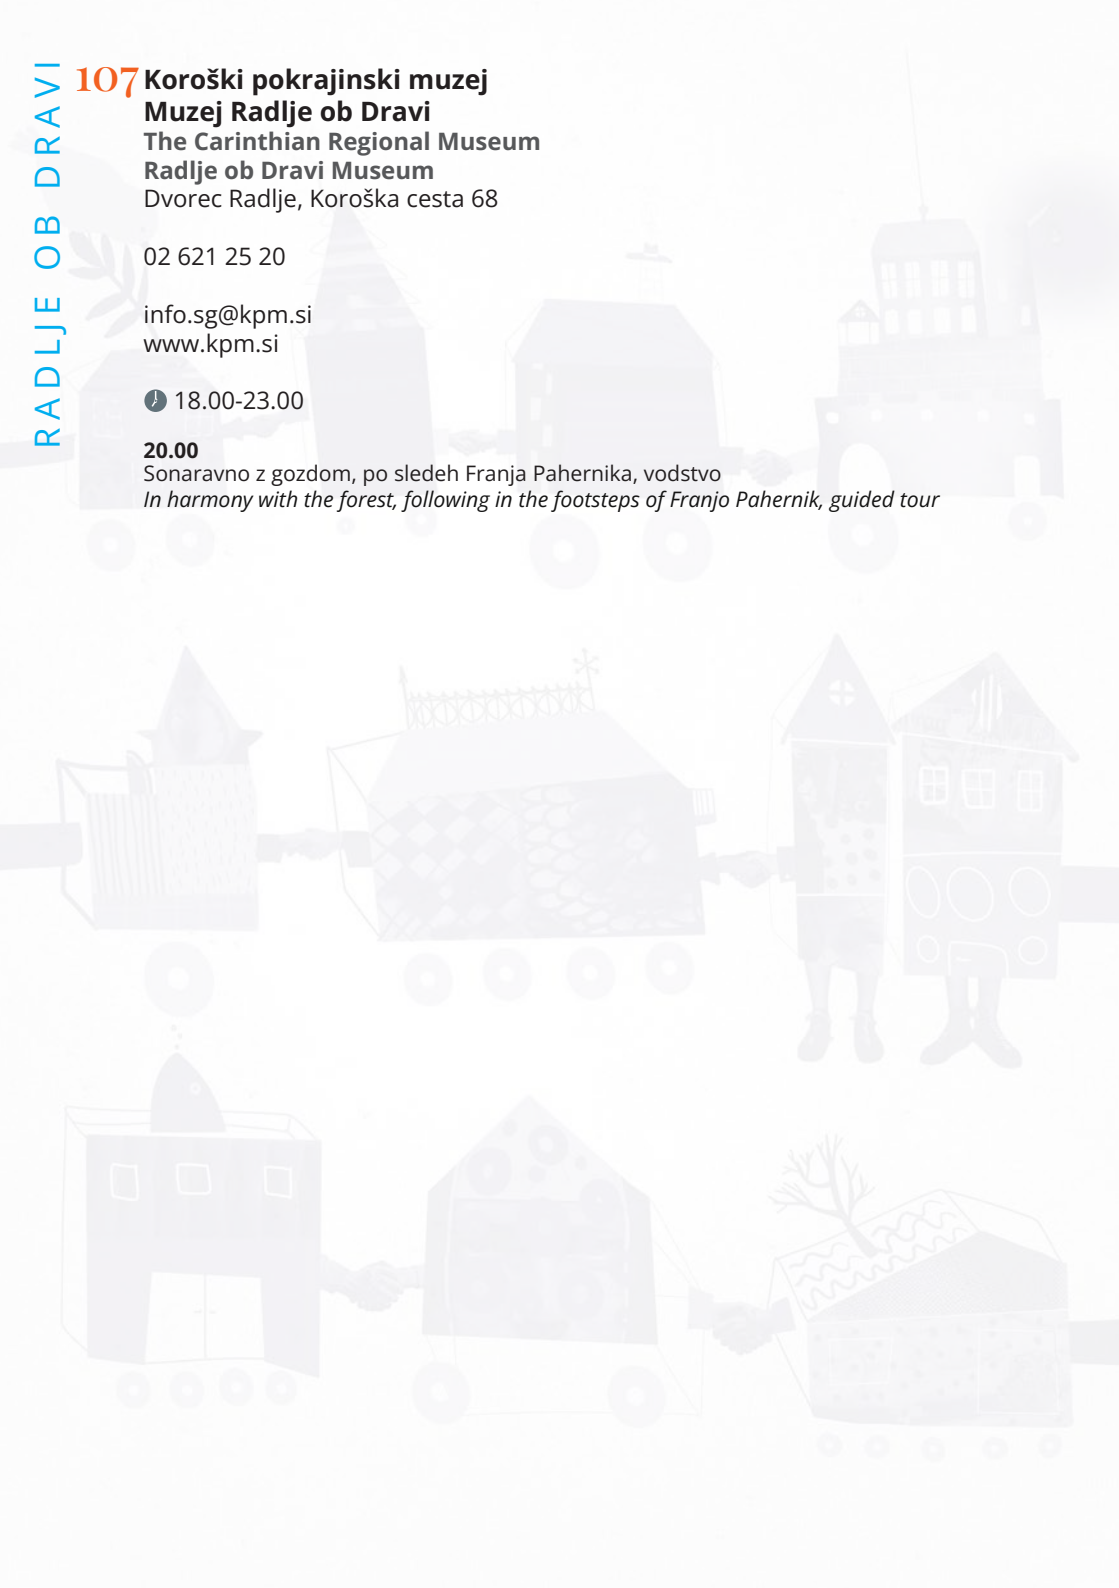 RADLJE OB DRAVI
107 Koroški pokrajinski muzej
Muzej Radlje ob Dravi
The Carinthian Regional Museum
Radlje ob Dravi Museum
Dvorec Radlje, Koroška cesta 68
02 621 25 20
info.sg@kpm.si
www.kpm.si
18.00-23.00
20.00
Sonaravno z gozdom, po sledeh Franja Pahernika, vodstvo
In harmony with the forest, following in the footsteps of Franjo Pahernik, guided tour